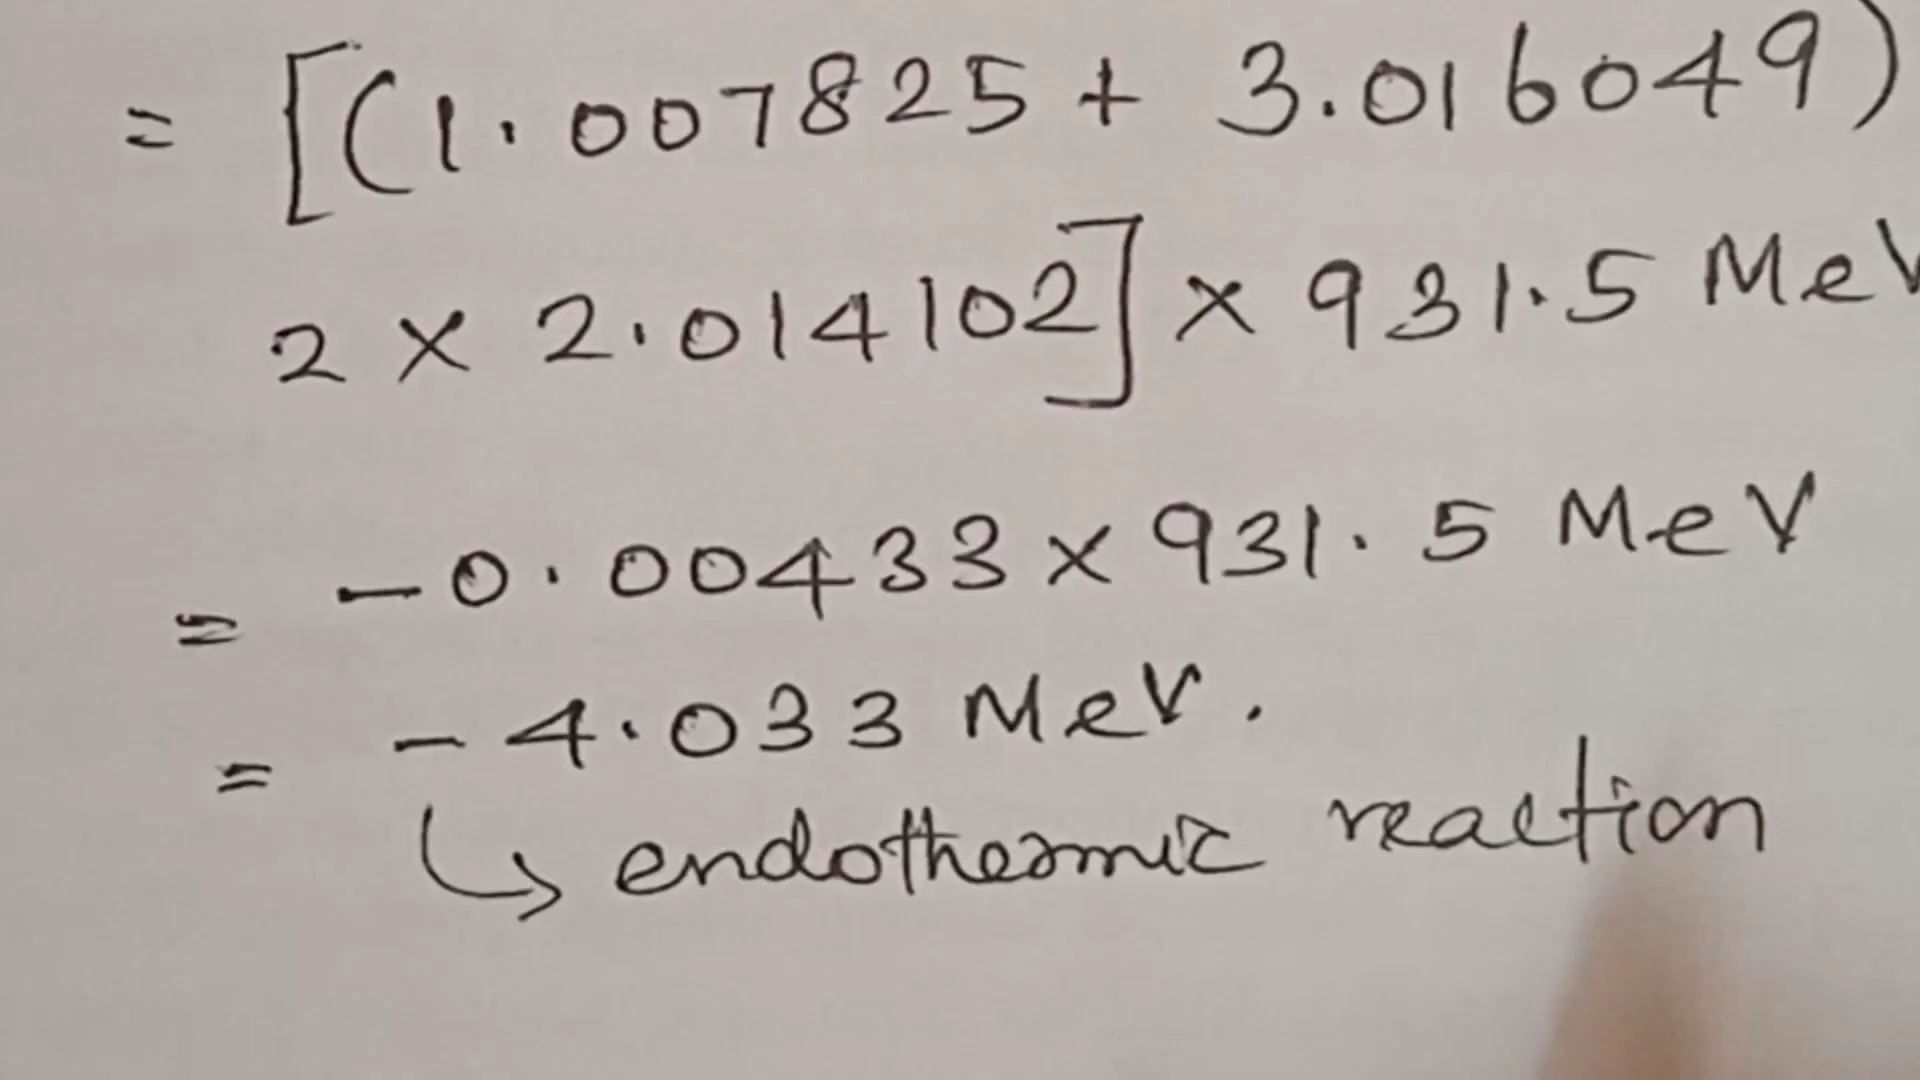 = [(1.007825 + 3.016049)
2 × 2.014102] × 931.5 MeV
= -0.00433 × 931.5 MeV
= -4.033 MeV.
↳ endothermic reaction